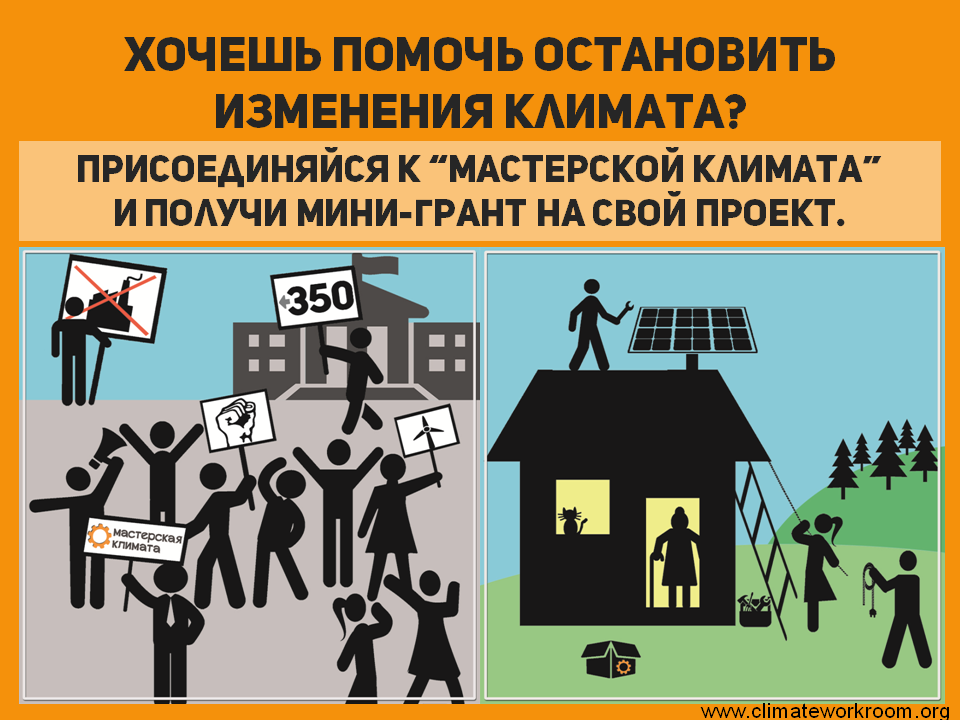 ХОЧЕШЬ ПОМОЧЬ ОСТАНОВИТЬ
ИЗМЕНЕНИЯ КЛИМАТА?
ПРИСОЕДИНЯЙСЯ К “МАСТЕРСКОЙ КЛИМАТА”
И ПОЛУЧИ МИНИ-ГРАНТ НА СВОЙ ПРОЕКТ.
350
мастерская
климата
www.climateworkroom.org